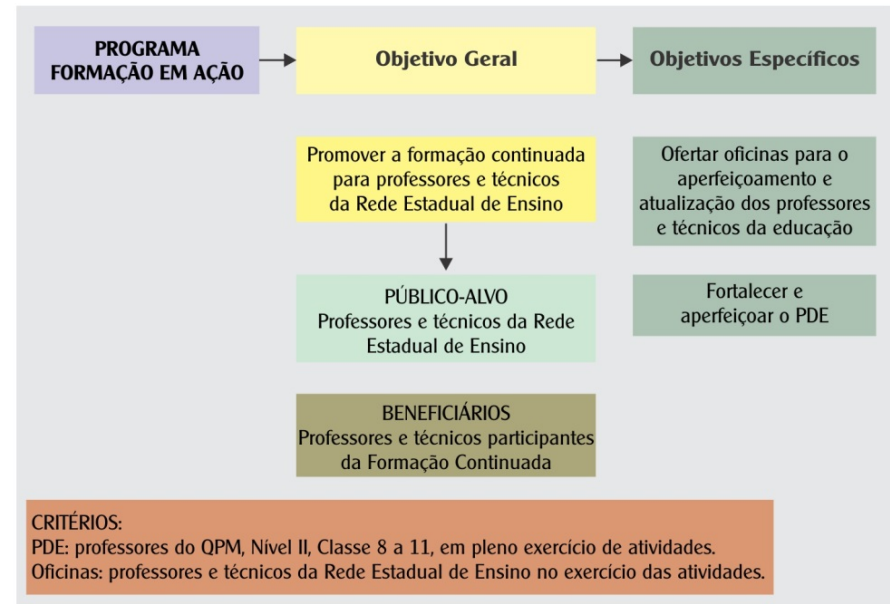 PROGRAMA
FORMAÇÃO EM AÇÃO
Objetivo Geral
Objetivos Específicos
Promover a formação continuada
para professores e técnicos
da Rede Estadual de Ensino
Ofertar oficinas para o
aperfeiçoamento e
atualização dos professores
e técnicos da educação
PÚBLICO-ALVO
Professores e técnicos da Rede
Estadual de Ensino
Fortalecer e
aperfeiçoar o PDE
BENEFICIÁRIOS
Professores e técnicos participantes
da Formação Continuada
CRITÉRIOS:
PDE: professores do QPM, Nível II, Classe 8 a 11, em pleno exercício de atividades.
Oficinas: professores e técnicos da Rede Estadual de Ensino no exercício das atividades.